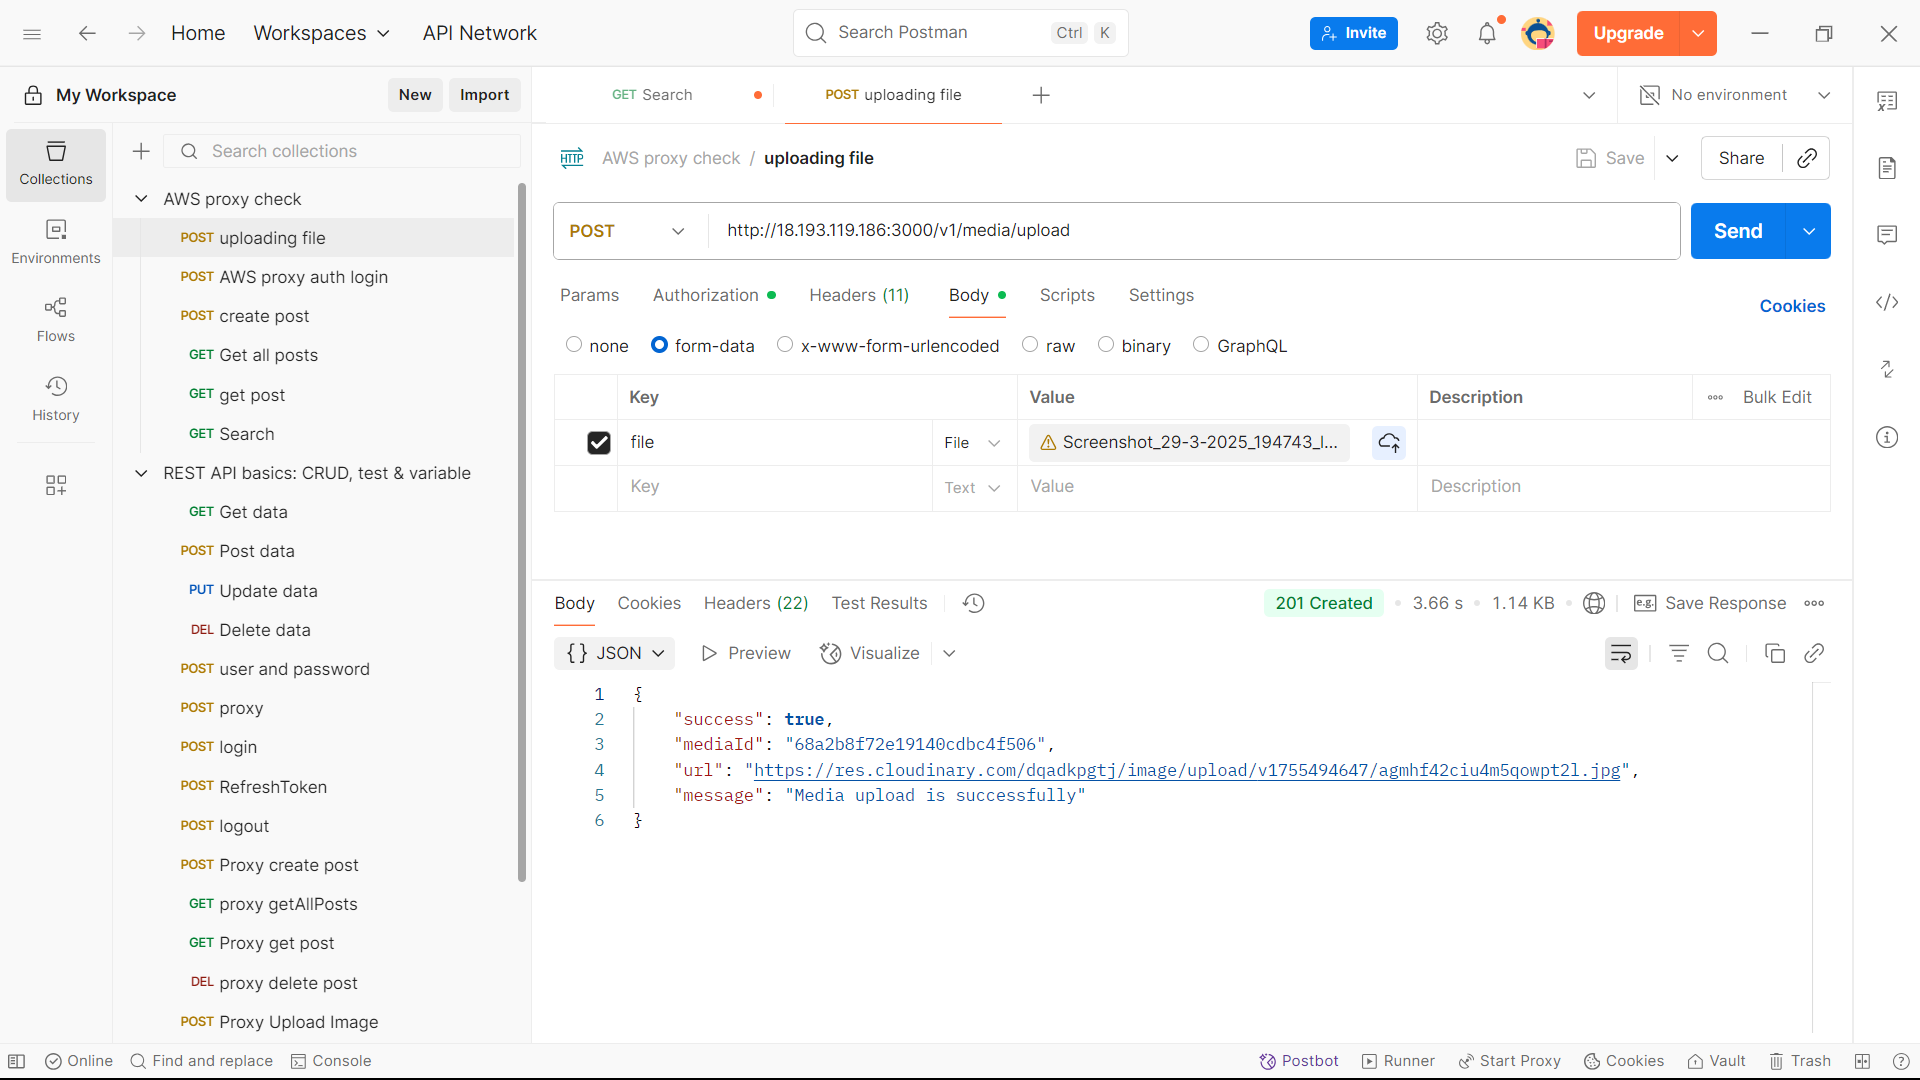 Home
Workspaces
API Network
Search Postman
Ctrl
K
Invite
Upgrade
My Workspace
New
Import
GET Search
POST uploading file
No environment
Collections
Environments
Flows
History
Search collections
AWS proxy check
POST uploading file
POST AWS proxy auth login
POST create post
GET Get all posts
GET get post
GET Search
REST API basics: CRUD, test & variable
GET Get data
POST Post data
PUT Update data
DEL Delete data
POST user and password
POST proxy
POST login
POST RefreshToken
POST logout
POST Proxy create post
GET proxy getAllPosts
GET Proxy get post
DEL proxy delete post
POST Proxy Upload Image
HTTP AWS proxy check / uploading file
Save
Share
POST
http://18.193.119.186:3000/v1/media/upload
Send
Params
Authorization
Headers (11)
Body
Scripts
Settings
Cookies
none
form-data
x-www-form-urlencoded
raw
binary
GraphQL
Key
Value
Description
Bulk Edit
file
File
Screenshot_29-3-2025_194743_l...
Key
Text
Value
Description
Body
Cookies
Headers (22)
Test Results
201 Created
3.66 s
1.14 KB
e.g.
Save Response
{} JSON
Preview
Visualize
1 {
2 "success": true,
3 "mediaId": "68a2b8f72e19140cdbc4f506",
4 "url": "https://res.cloudinary.com/dqadkpgtj/image/upload/v1755494647/agmhf42ciu4m5qowpt2l.jpg",
5 "message": "Media upload is successfully"
6 }
Online
Find and replace
Console
Postbot
Runner
Start Proxy
Cookies
Vault
Trash